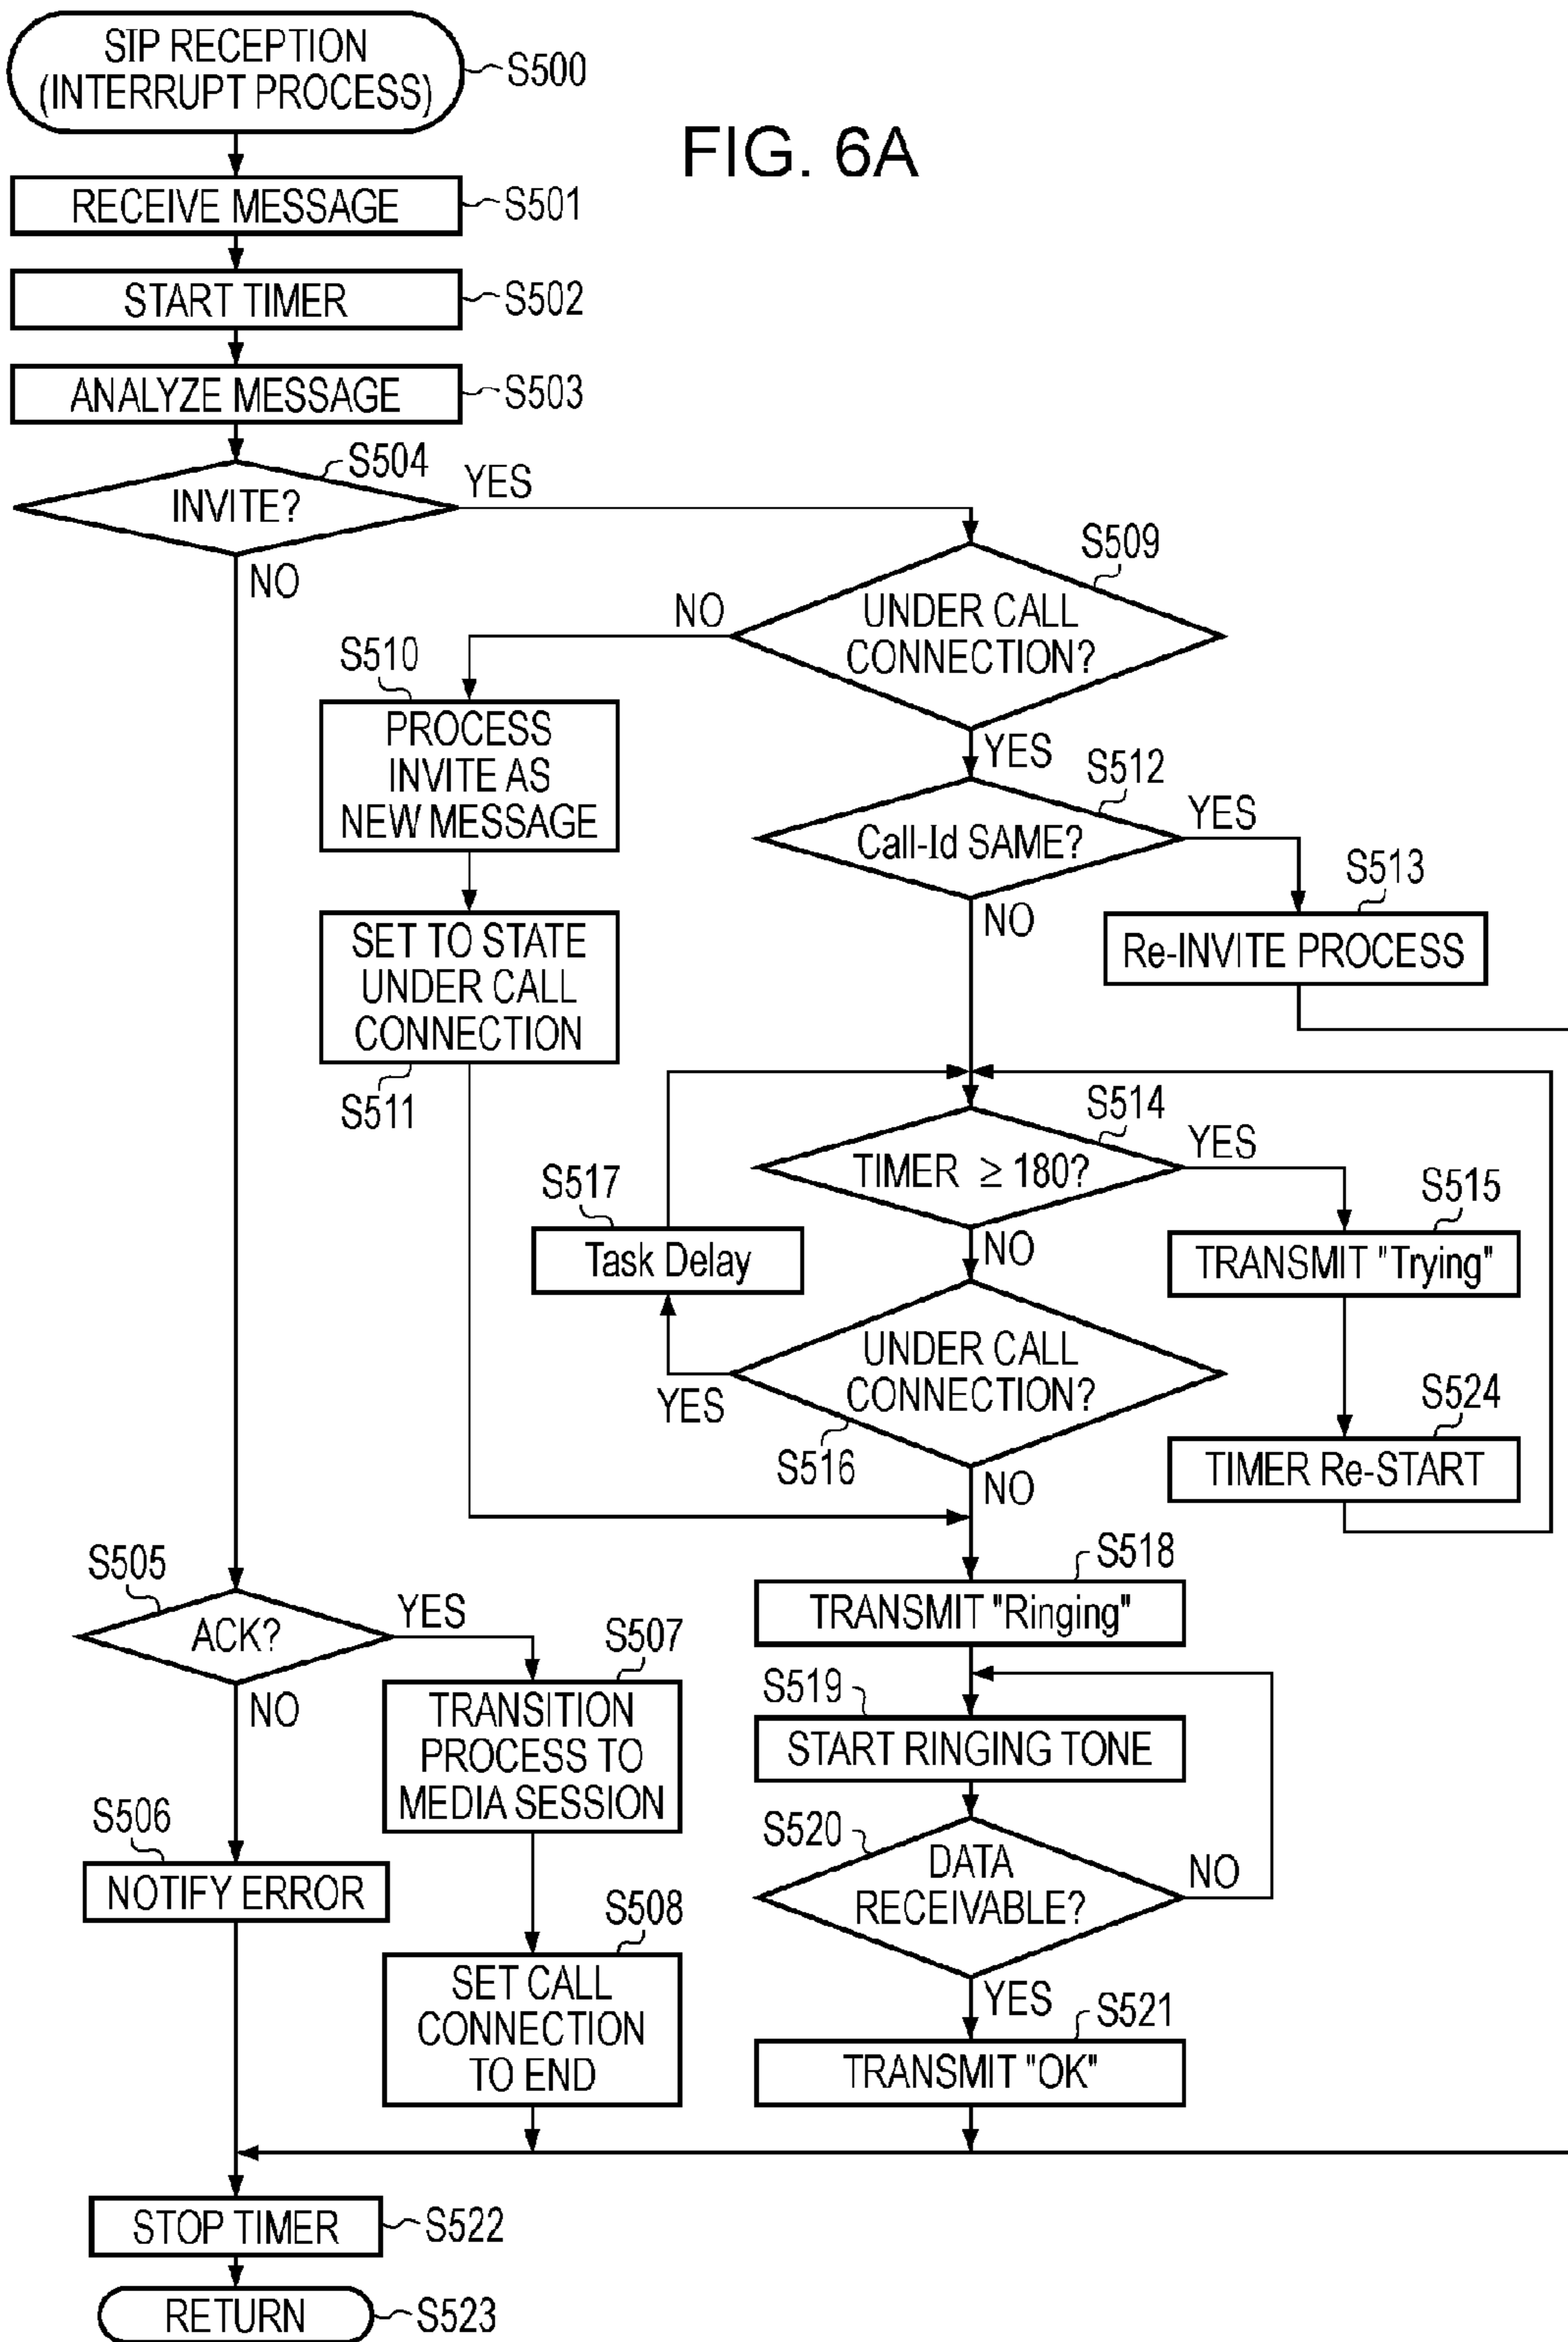 FIG. 6A
SIP RECEPTION
(INTERRUPT PROCESS)
S500
RECEIVE MESSAGE
S501
START TIMER
S502
ANALYZE MESSAGE
S503
S504
INVITE?
YES
NO
S509
UNDER CALL
CONNECTION?
NO
YES
S510
PROCESS
INVITE AS
NEW MESSAGE
SET TO STATE
UNDER CALL
CONNECTION
S511
S512
Call-Id SAME?
YES
NO
S513
Re-INVITE PROCESS
S514
TIMER ≥ 180?
YES
NO
S515
TRANSMIT "Trying"
S524
TIMER Re-START
S517
Task Delay
UNDER CALL
CONNECTION?
YES
S516
NO
S518
TRANSMIT "Ringing"
S519
START RINGING TONE
S520
DATA
RECEIVABLE?
NO
YES
S521
TRANSMIT "OK"
S505
ACK?
YES
NO
S507
TRANSITION
PROCESS TO
MEDIA SESSION
S506
NOTIFY ERROR
S508
SET CALL
CONNECTION
TO END
STOP TIMER
S522
RETURN
S523